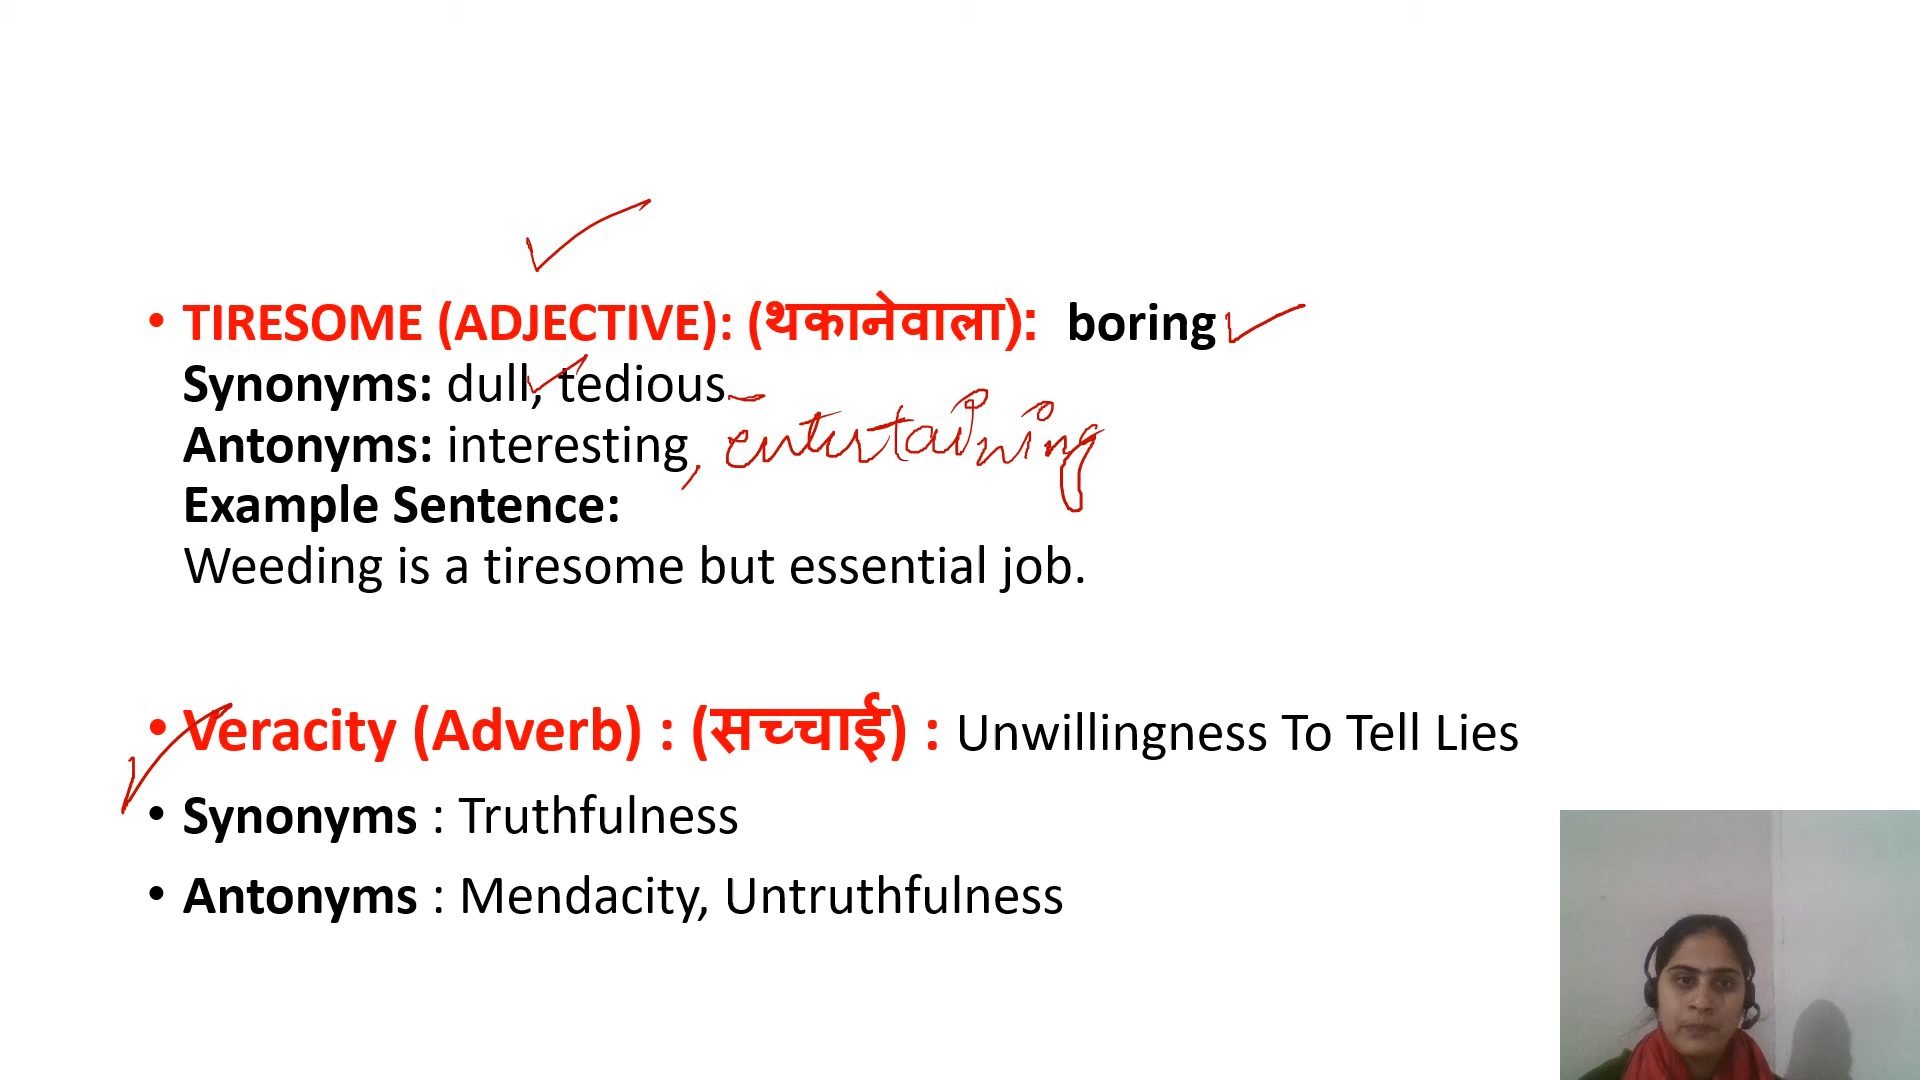 • TIRESOME (ADJECTIVE): (थकानेवाला): boring
Synonyms: dull, tedious
Antonyms: interesting, entertaining
Example Sentence:
Weeding is a tiresome but essential job.
• Veracity (Adverb) : (सच्चाई) : Unwillingness To Tell Lies
• Synonyms : Truthfulness
• Antonyms : Mendacity, Untruthfulness